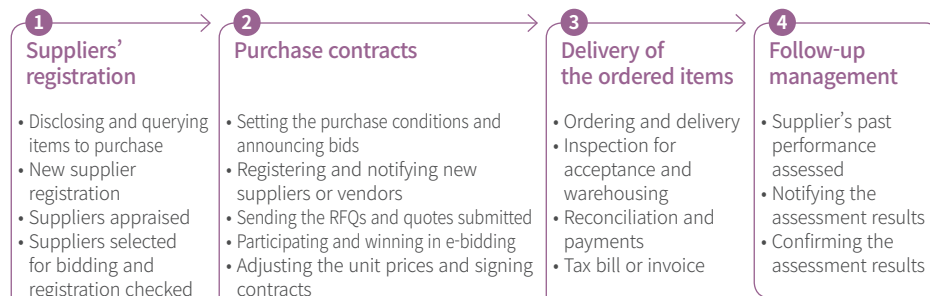 1
Suppliers’
registration
• Disclosing and querying
items to purchase
• New supplier
registration
• Suppliers appraised
• Suppliers selected
for bidding and
registration checked
2
Purchase contracts
• Setting the purchase conditions and
announcing bids
• Registering and notifying new
suppliers or vendors
• Sending the RFQs and quotes submitted
• Participating and winning in e-bidding
• Adjusting the unit prices and signing
contracts
3
Delivery of
the ordered items
• Ordering and delivery
• Inspection for
acceptance and
warehousing
• Reconciliation and
payments
• Tax bill or invoice
4
Follow-up
management
• Supplier’s past
performance
assessed
• Notifying the
assessment results
• Confirming the
assessment results